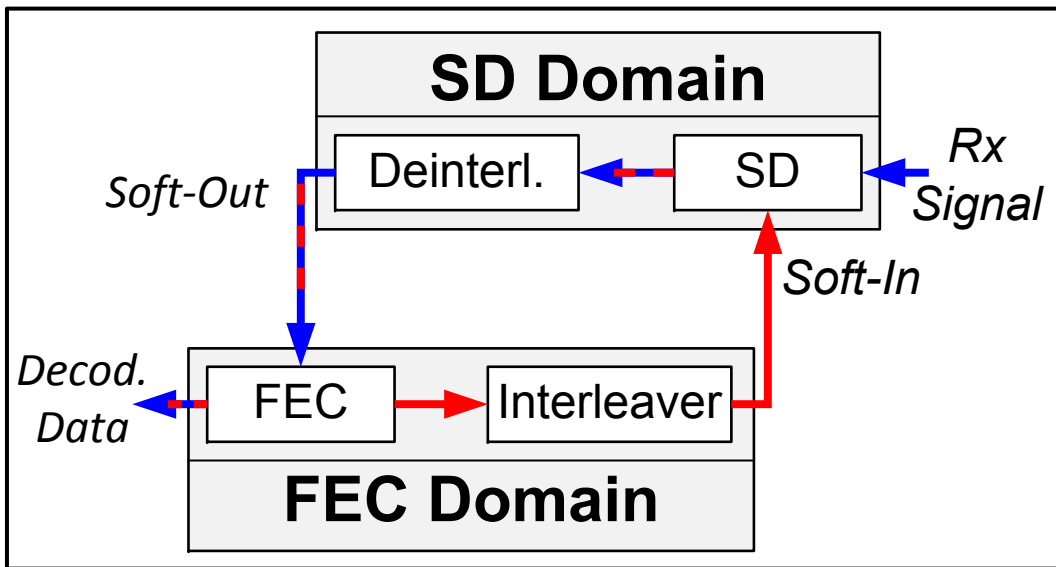 SD Domain
Deinterl.
SD
Rx
Signal
Soft-Out
Soft-In
Decod.
Data
FEC
Interleaver
FEC Domain